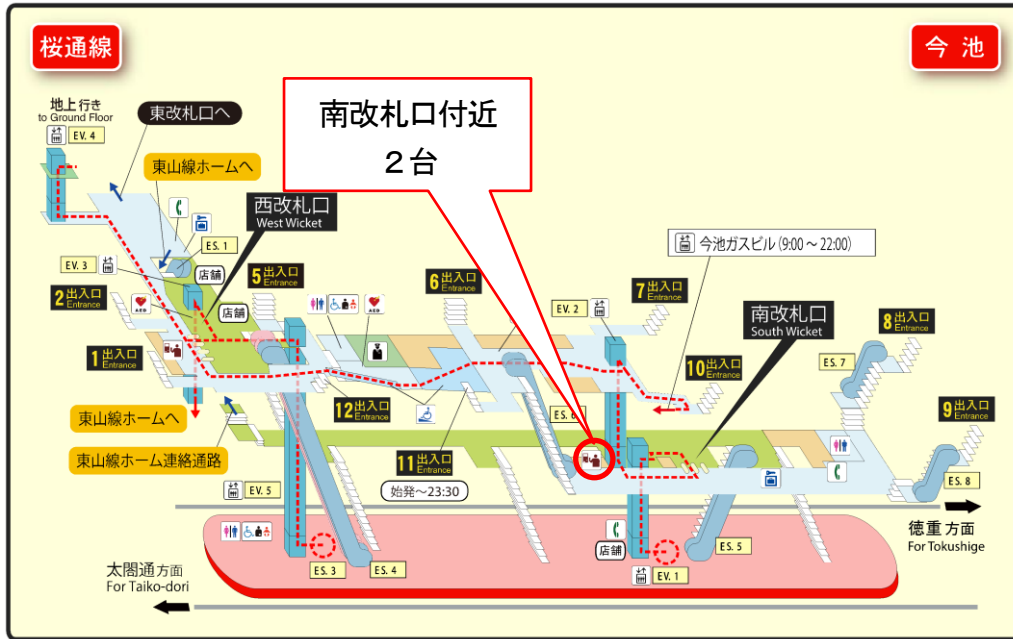 桜通線
今 池
地上行き
to Ground Floor
EV. 4
東改札口へ
東山線ホームへ
南改札口付近
２台
西改札口
West Wicket
ES. 1
EV. 3
店舗
店舗
2 出入口
Entrance
5 出入口
Entrance
AED
1 出入口
Entrance
6 出入口
Entrance
EV. 2
7 出入口
Entrance
今池ガスビル (9:00～22:00)
南改札口
South Wicket
8 出入口
Entrance
ES. 7
10 出入口
Entrance
9 出入口
Entrance
AED
12 出入口
Entrance
東山線ホームへ
東山線ホーム連絡通路
11 出入口
Entrance
始発～23:30
ES. 6
EV. 5
ES. 8
徳重方面
For Tokushige
店舗
ES. 5
ES. 3
ES. 4
EV. 1
太閤通方面
For Taiko-dori